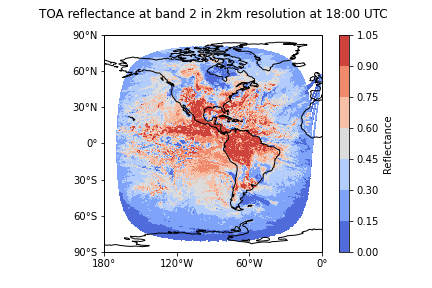 TOA reflectance at band 2 in 2km resolution at 18:00 UTC
90°N
60°N
30°N
0°
30°S
60°S
90°S
180°
120°W
60°W
0°
1.05
0.90
0.75
0.60
0.45
0.30
0.15
0.00
Reflectance